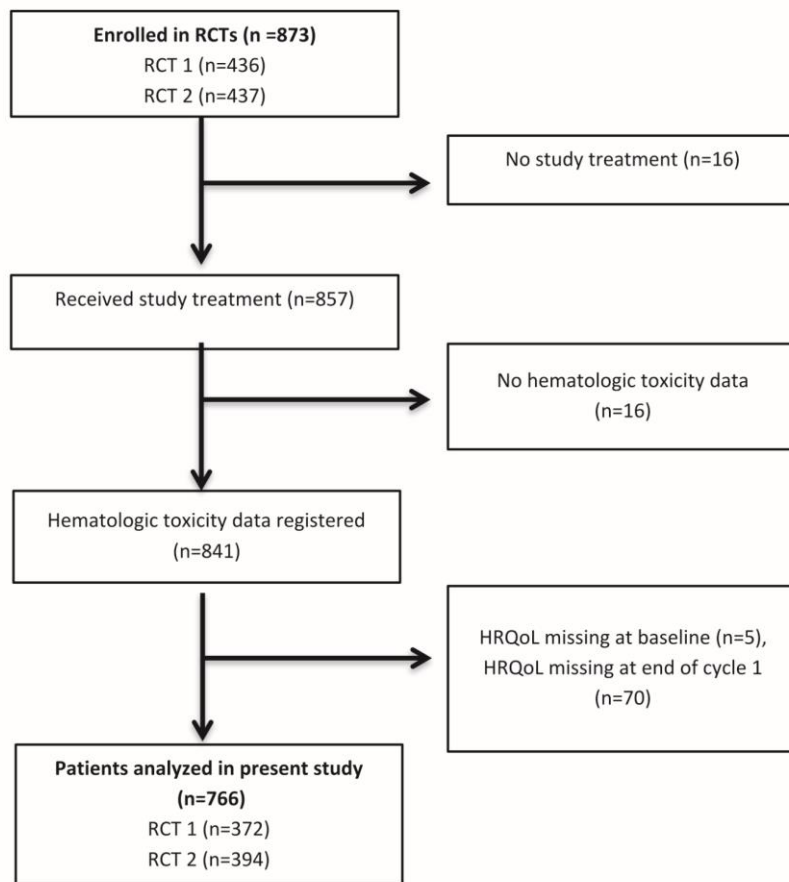 Enrolled in RCTs (n =873)
RCT 1 (n=436)
RCT 2 (n=437)
No study treatment (n=16)
Received study treatment (n=857)
No hematologic toxicity data
(n=16)
Hematologic toxicity data registered
(n=841)
HRQoL missing at baseline (n=5),
HRQoL missing at end of cycle 1
(n=70)
Patients analyzed in present study
(n=766)
RCT 1 (n=372)
RCT 2 (n=394)